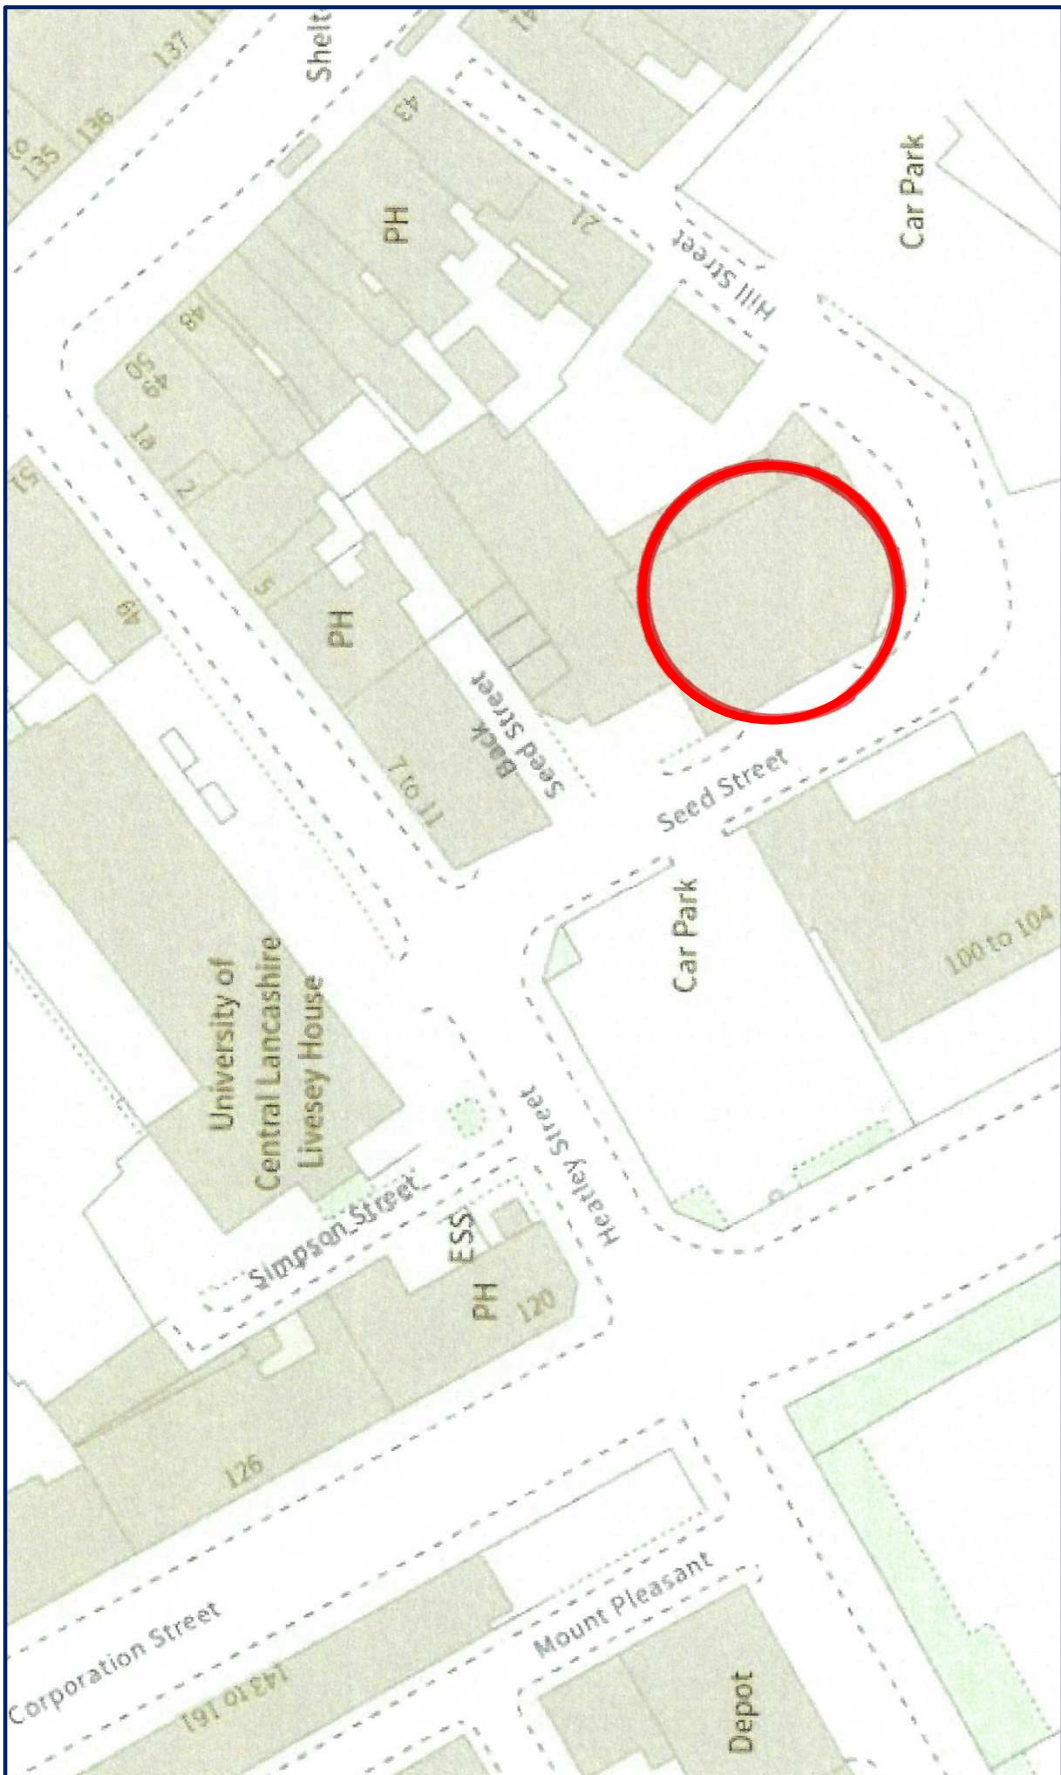 137
to
135
136
Shelt
43
41
PH
21
Hill Street
Car Park
48
49
50
1a
2
51
49
5
PH
7 to 11
Back
Seed Street
Seed Street
Car Park
100 to 104
University of
Central Lancashire
Livesey House
Simpson Street
Heatley Street
ESS
PH
120
126
Corporation Street
143 to 161
Mount Pleasant
Depot